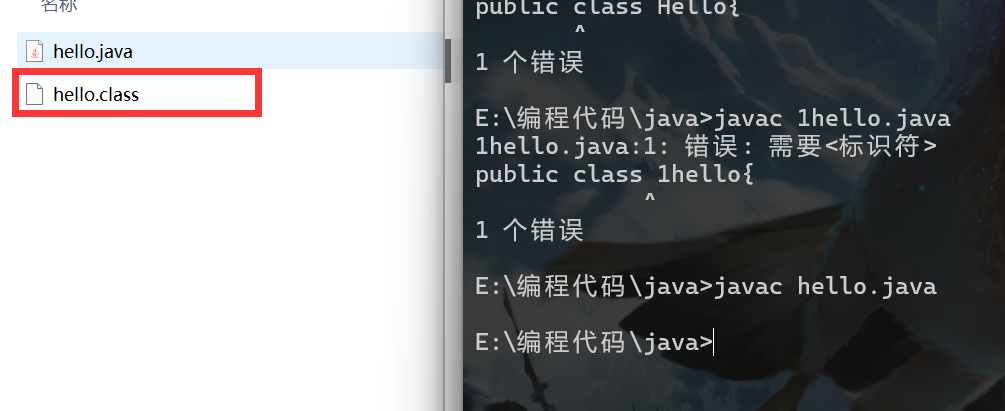 名称
hello.java
hello.class
public class Hello{
^
1 个错误
E:\编程代码\java>javac 1hello.java
1hello.java:1: 错误: 需要<标识符>
public class 1hello{
^
1 个错误
E:\编程代码\java>javac hello.java
E:\编程代码\java>